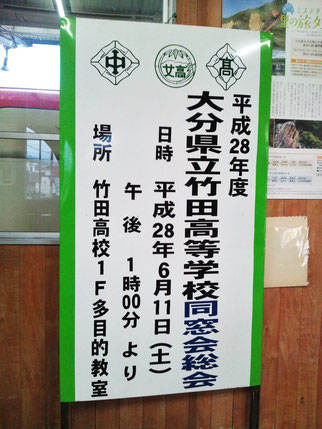 中
女高
高
平成28年度
大分県立竹田高等学校同窓会総会
日時 平成28年6月11日(土)
午後 1時00分 より
場所 竹田高校1F多目的教室